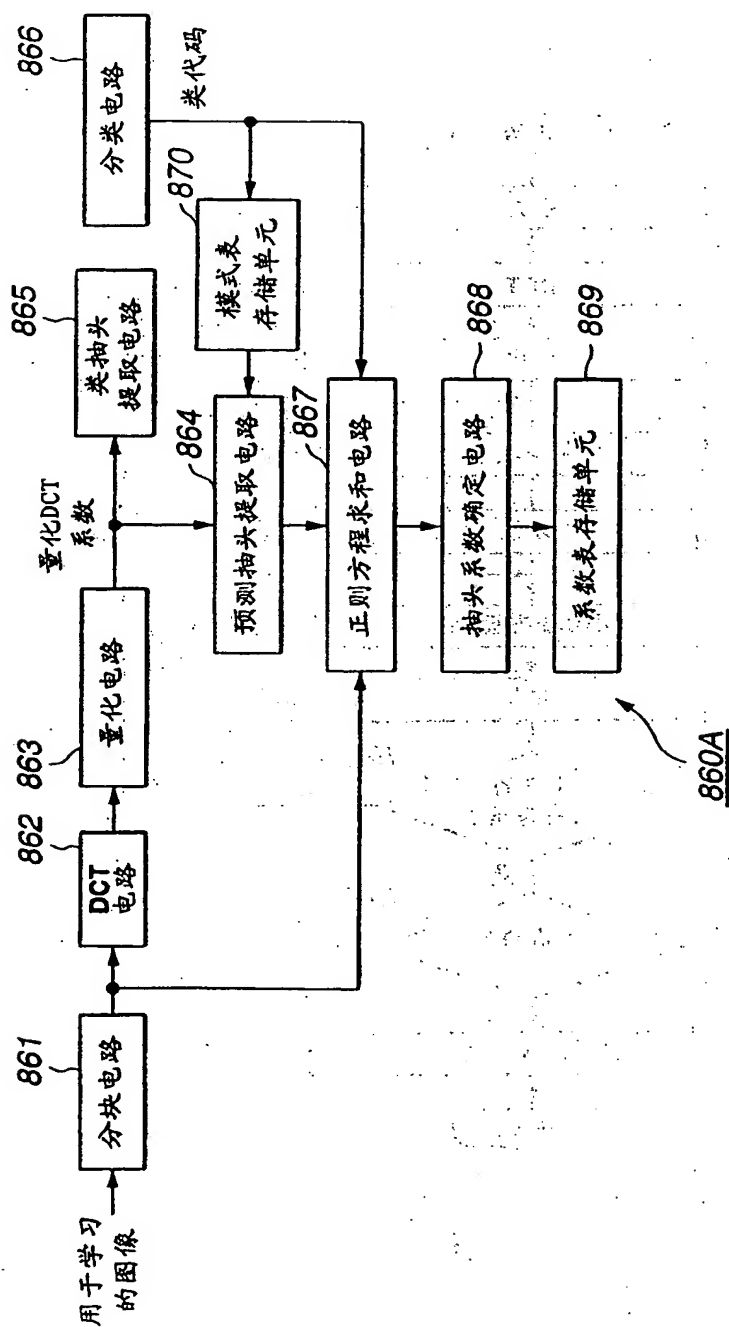 用于学习
的图像
861
分块电路
862
DCT
电路
863
量化电路
量化DCT
系数
865
类抽头
提取电路
866
分类电路
类代码
870
模式表
存储单元
864
预测抽头提取电路
867
正则方程求和电路
868
抽头系数确定电路
869
系数表存储单元
860A